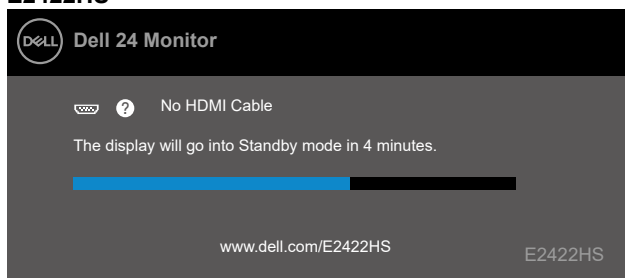 E2422HS
DELL Dell 24 Monitor
? No HDMI Cable
The display will go into Standby mode in 4 minutes.
www.dell.com/E2422HS
E2422HS